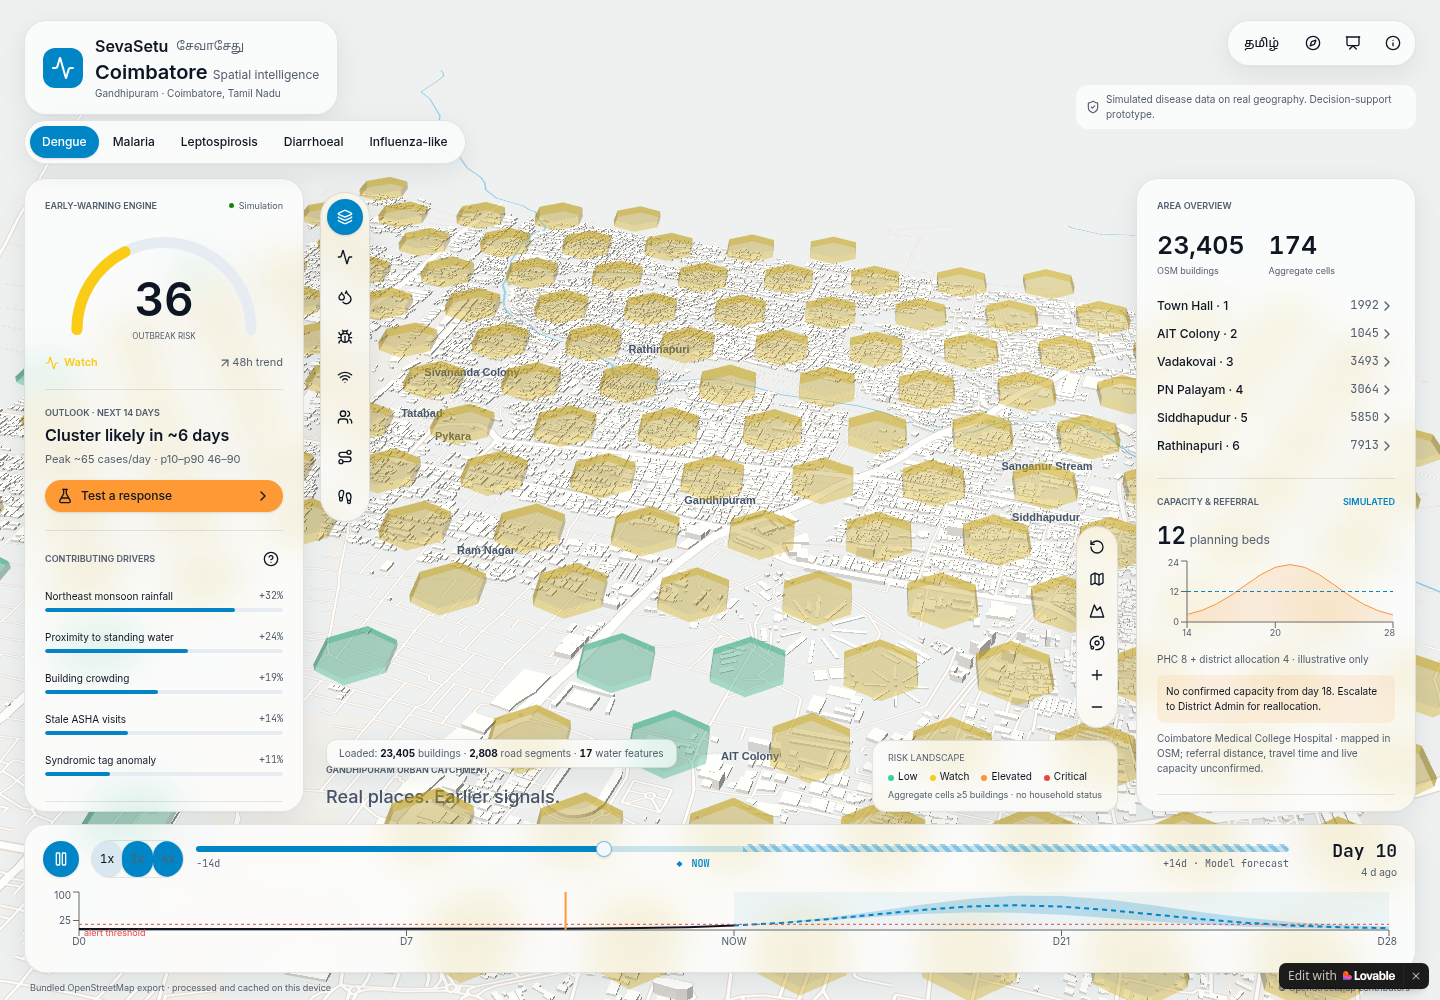 SevaSetu சேவாசேது
Coimbatore Spatial intelligence
Gandhipuram · Coimbatore, Tamil Nadu
தமிழ்
Simulated disease data on real geography. Decision-support
prototype.
Dengue Malaria Leptospirosis Diarrhoeal Influenza-like
EARLY-WARNING ENGINE Simulation
36
OUTBREAK RISK
Watch 48h trend
OUTLOOK · NEXT 14 DAYS
Cluster likely in ~6 days
Peak ~65 cases/day · p10–p90 46–90
Test a response
CONTRIBUTING DRIVERS
Northeast monsoon rainfall +32%
Proximity to standing water +24%
Building crowding +19%
Stale ASHA visits +14%
Syndromic tag anomaly +11%
Rathinapuri
Sivananda Colony
Tatabad
Pykara
Sanganur Stream
Gandhipuram
Siddhapudur
Ram Nagar
AIT Colony
Loaded: 23,405 buildings · 2,808 road segments · 17 water features
GANDHIPURAM URBAN CATCHMENT
Real places. Earlier signals.
RISK LANDSCAPE
Low Watch Elevated Critical
Aggregate cells ≥5 buildings · no household status
AREA OVERVIEW
23,405 174
OSM buildings Aggregate cells
Town Hall · 1 1992
AIT Colony · 2 1045
Vadakovai · 3 3493
PN Palayam · 4 3064
Siddhapudur · 5 5850
Rathinapuri · 6 7913
CAPACITY & REFERRAL SIMULATED
12 planning beds
24
12
0
14 20 28
PHC 8 + district allocation 4 · illustrative only
No confirmed capacity from day 18. Escalate
to District Admin for reallocation.
Coimbatore Medical College Hospital · mapped in
OSM; referral distance, travel time and live
capacity unconfirmed.
1x 2x 4x
-14d NOW +14d · Model forecast
Day 10
4 d ago
100
25
alert threshold
D0 D7 NOW D21 D28
Bundled OpenStreetMap export · processed and cached on this device
Edit with Lovable
© OpenStreetMap contributors